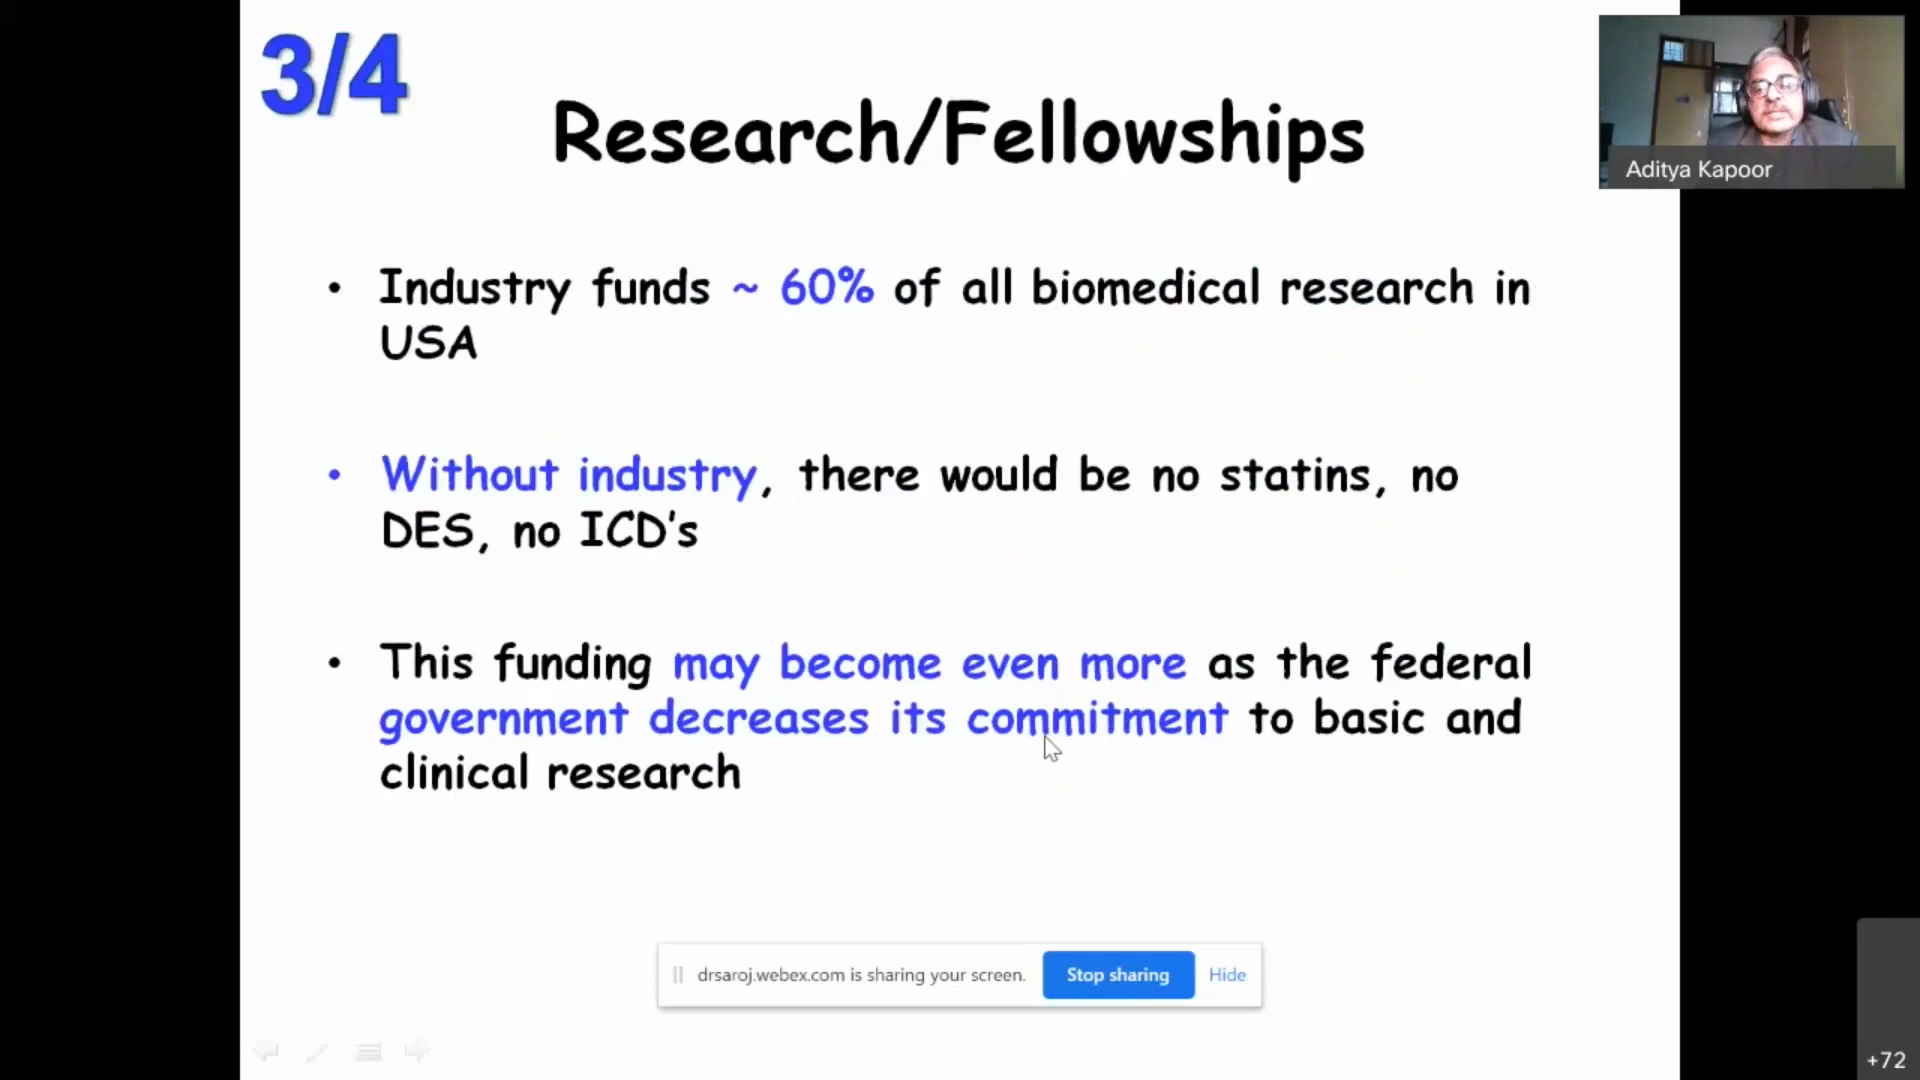 3/4
Research/Fellowships
Aditya Kapoor
• Industry funds ~ 60% of all biomedical research in
USA
• Without industry, there would be no statins, no
DES, no ICD's
• This funding may become even more as the federal
government decreases its commitment to basic and
clinical research
drsaroj.webex.com is sharing your screen. Stop sharing Hide
+72